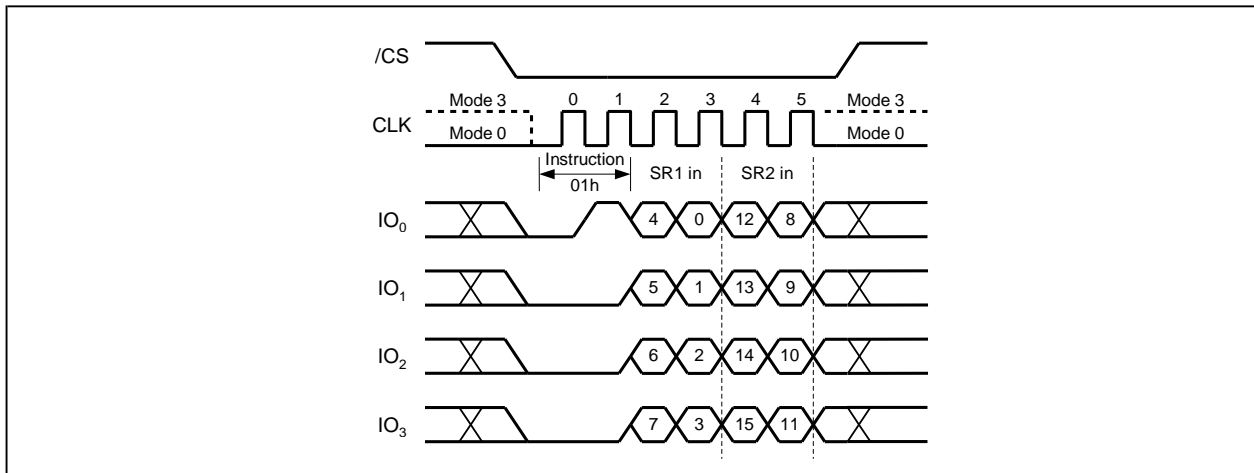 /CS
Mode 3 0 1 2 3 4 5 Mode 3
CLK
Mode 0 Mode 0
Instruction
SR1 in SR2 in
01h
IO0 4 0 12 8
IO1 5 1 13 9
IO2 6 2 14 10
IO3 7 3 15 11